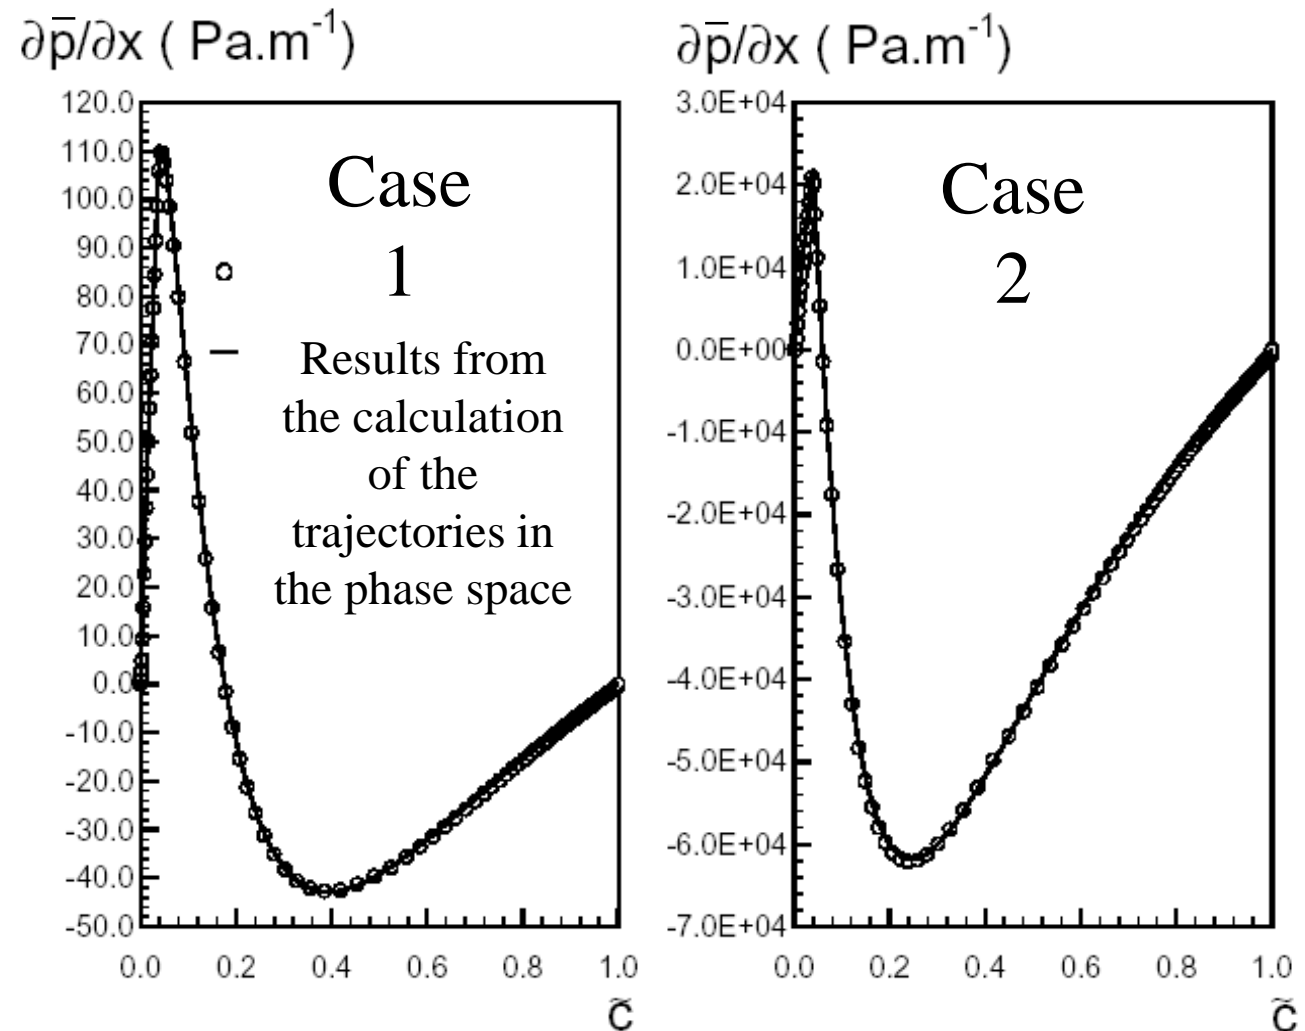 ∂p̅/∂x ( Pa.m⁻¹)
120.0
110.0
100.0
90.0
80.0
70.0
60.0
50.0
40.0
30.0
20.0
10.0
0.0
-10.0
-20.0
-30.0
-40.0
-50.0
0.0 0.2 0.4 0.6 0.8 1.0
c̃
Case
1
Results from
the calculation
of the
trajectories in
the phase space
∂p̅/∂x ( Pa.m⁻¹)
3.0E+04
2.0E+04
1.0E+04
0.0E+00
-1.0E+04
-2.0E+04
-3.0E+04
-4.0E+04
-5.0E+04
-6.0E+04
-7.0E+04
0.0 0.2 0.4 0.6 0.8 1.0
c̃
Case
2